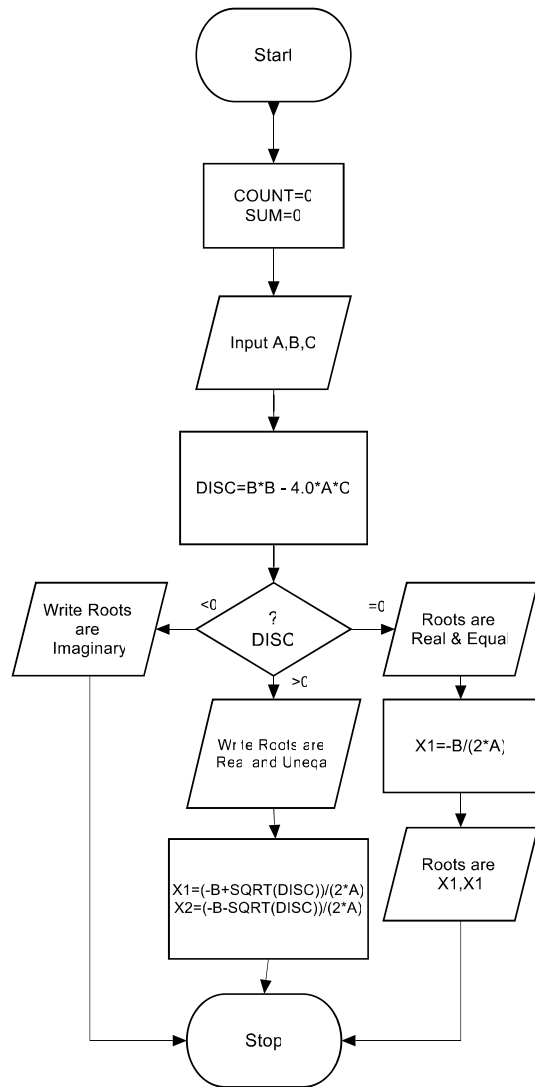 Start
COUNT=0
SUM=0
Input A,B,C
DISC=B*B - 4.0*A*C
<0
?
DISC
=0
>0
Write Roots
are
Imaginary
Roots are
Real & Equal
Write Roots are
Real and Uneqa
X1=-B/(2*A)
X1=(-B+SQRT(DISC))/(2*A)
X2=(-B-SQRT(DISC))/(2*A)
Roots are
X1,X1
Stop